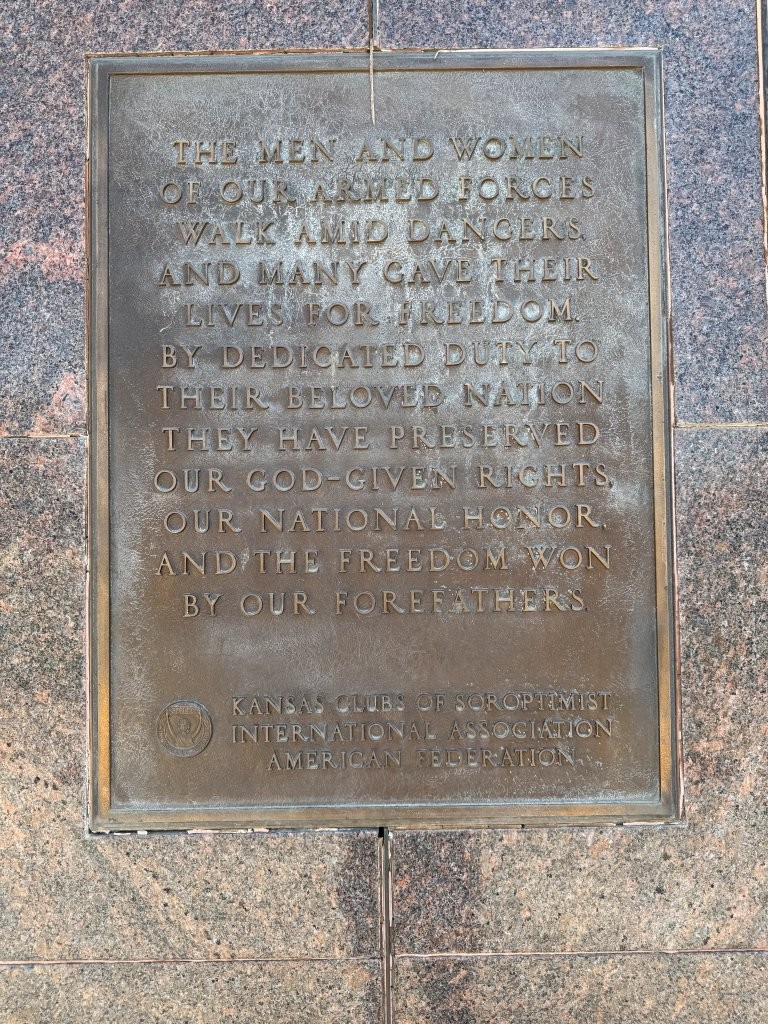 THE MEN AND WOMEN
OF OUR ARMED FORCES
WALK AMID DANGERS,
AND MANY GAVE THEIR
LIVES FOR FREEDOM.
BY DEDICATED DUTY TO
THEIR BELOVED NATION
THEY HAVE PRESERVED
OUR GOD-GIVEN RIGHTS,
OUR NATIONAL HONOR,
AND THE FREEDOM WON
BY OUR FOREFATHERS.
KANSAS CLUBS OF SOROPTIMIST
INTERNATIONAL ASSOCIATION
AMERICAN FEDERATION